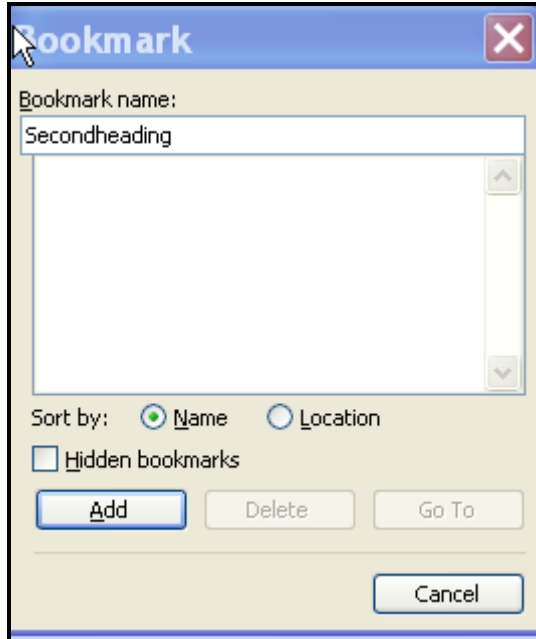 Bookmark
Bookmark name:
Secondheading
Sort by: Name Location
Hidden bookmarks
Add Delete Go To
Cancel